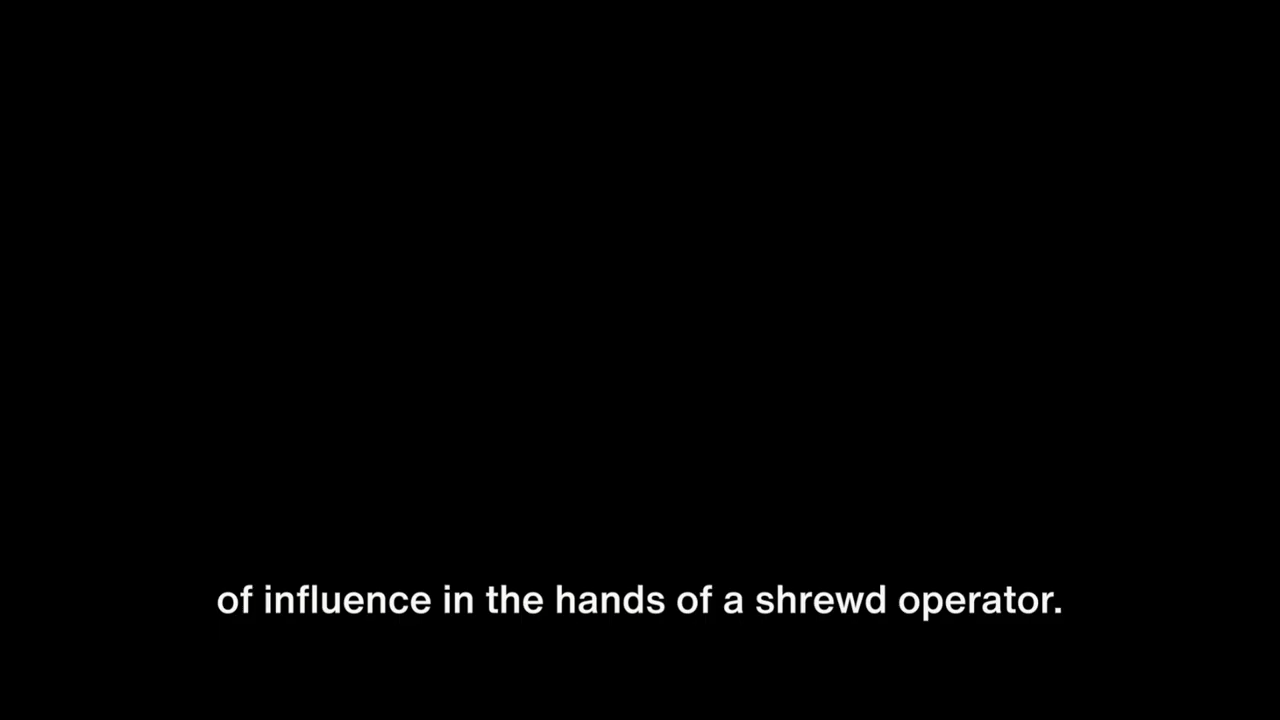 of influence in the hands of a shrewd operator.